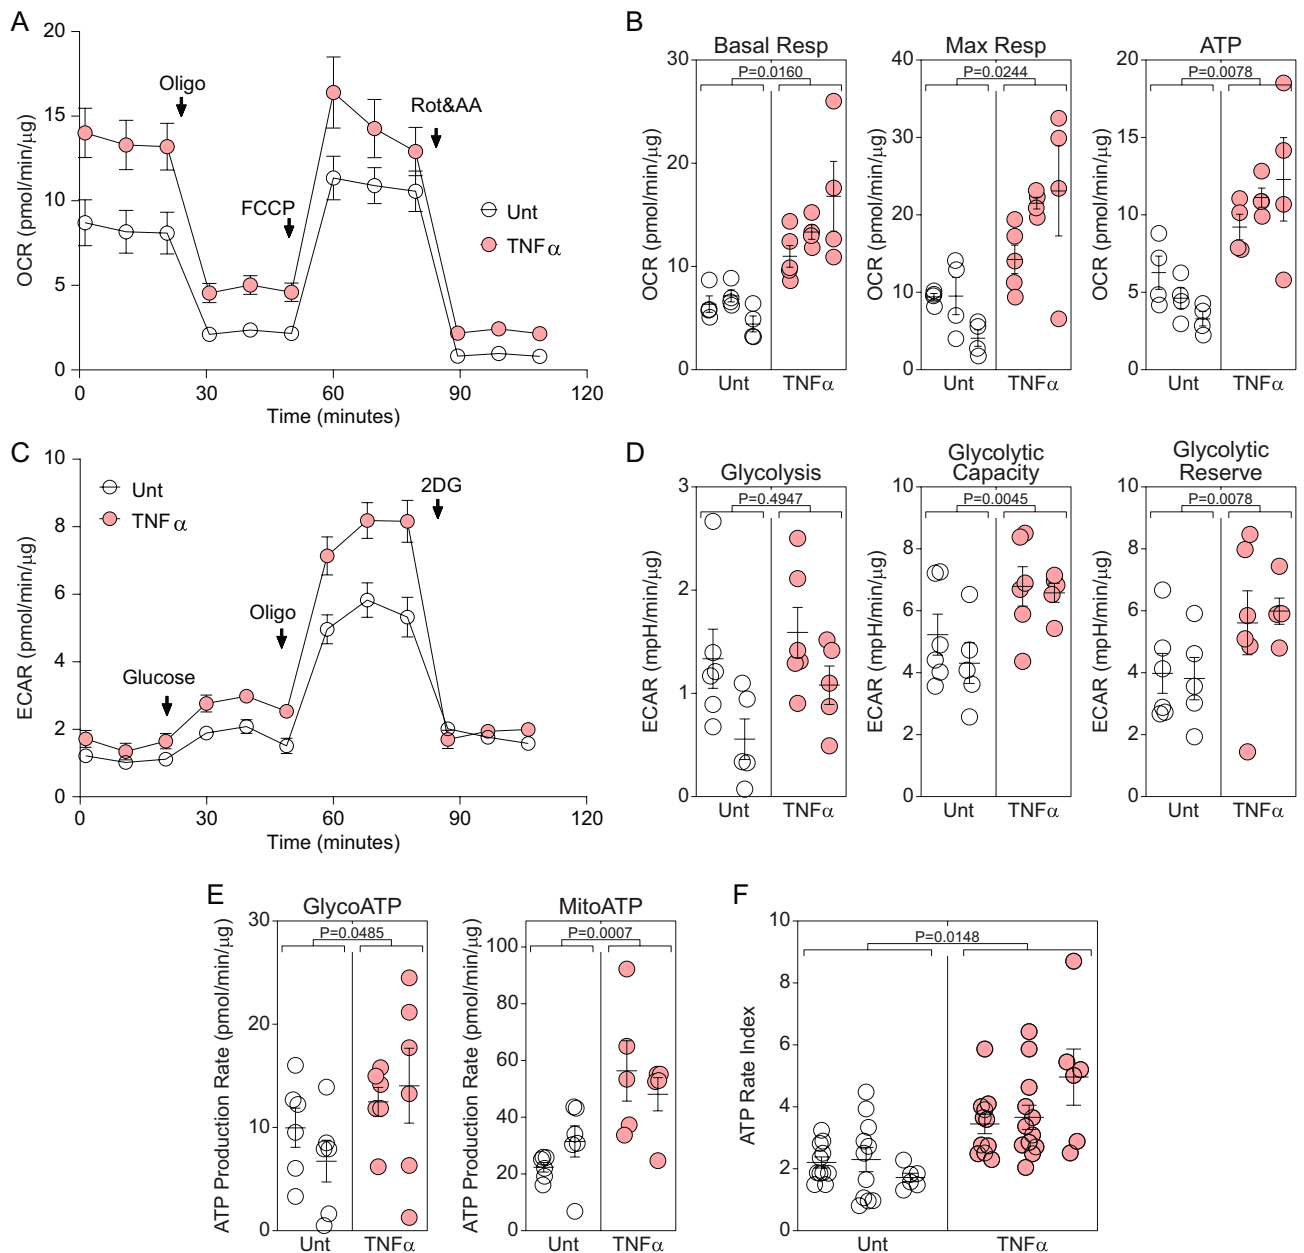 A
OCR (pmol/min/µg)
20
15
10
5
0
Oligo
FCCP
Rot&AA
Unt
TNFα
0 30 60 90 120
Time (minutes)
B
Basal Resp
P=0.0160
OCR (pmol/min/µg)
30
20
10
0
Unt TNFα
Max Resp
P=0.0244
OCR (pmol/min/µg)
40
30
20
10
0
Unt TNFα
ATP
P=0.0078
OCR (pmol/min/µg)
20
15
10
5
0
Unt TNFα
C
ECAR (pmol/min/µg)
10
8
6
4
2
0
Unt
TNFα
Glucose
Oligo
2DG
0 30 60 90 120
Time (minutes)
D
Glycolysis
P=0.4947
ECAR (mpH/min/µg)
3
2
1
0
Unt TNFα
Glycolytic
Capacity
P=0.0045
ECAR (mpH/min/µg)
10
8
6
4
2
0
Unt TNFα
Glycolytic
Reserve
P=0.0078
ECAR (mpH/min/µg)
10
8
6
4
2
0
Unt TNFα
E
GlycoATP
P=0.0485
ATP Production Rate (pmol/min/µg)
30
20
10
0
Unt TNFα
MitoATP
P=0.0007
ATP Production Rate (pmol/min/µg)
100
80
60
40
20
0
Unt TNFα
F
P=0.0148
ATP Rate Index
10
8
6
4
2
0
Unt TNFα